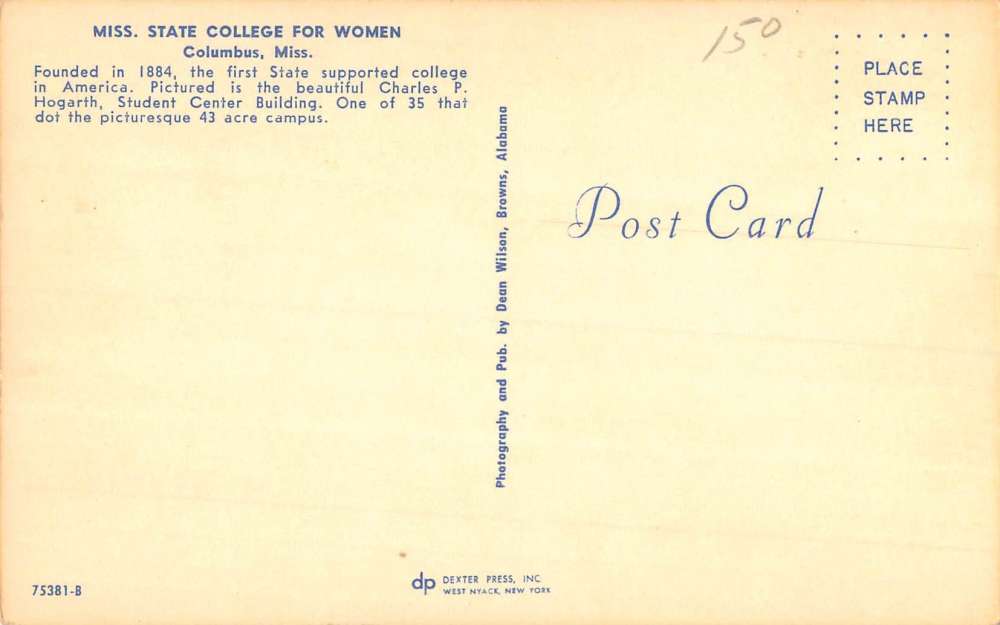 MISS. STATE COLLEGE FOR WOMEN
Columbus, Miss.
Founded in 1884, the first State supported college
in America. Pictured is the beautiful Charles P.
Hogarth, Student Center Building. One of 35 that
dot the picturesque 43 acre campus.
150
PLACE
STAMP
HERE
Photography and Pub. by Dean Wilson, Browns, Alabama
Post Card
75381-B
dp DEXTER PRESS, INC
WEST NYACK, NEW YORK